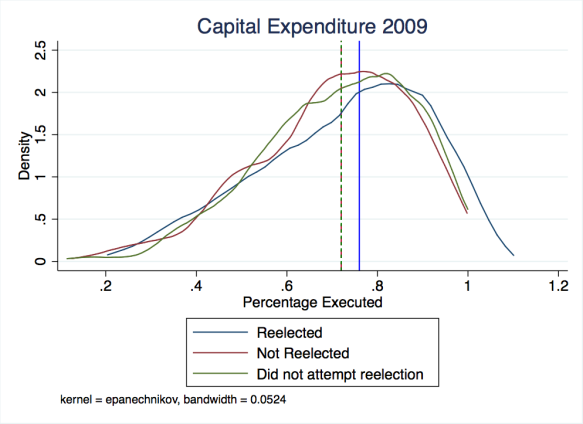 Capital Expenditure 2009
2.5
2
1.5
1
.5
0
Density
.2
.4
.6
.8
1
1.2
Percentage Executed
Reelected
Not Reelected
Did not attempt reelection
kernel = epanechnikov, bandwidth = 0.0524